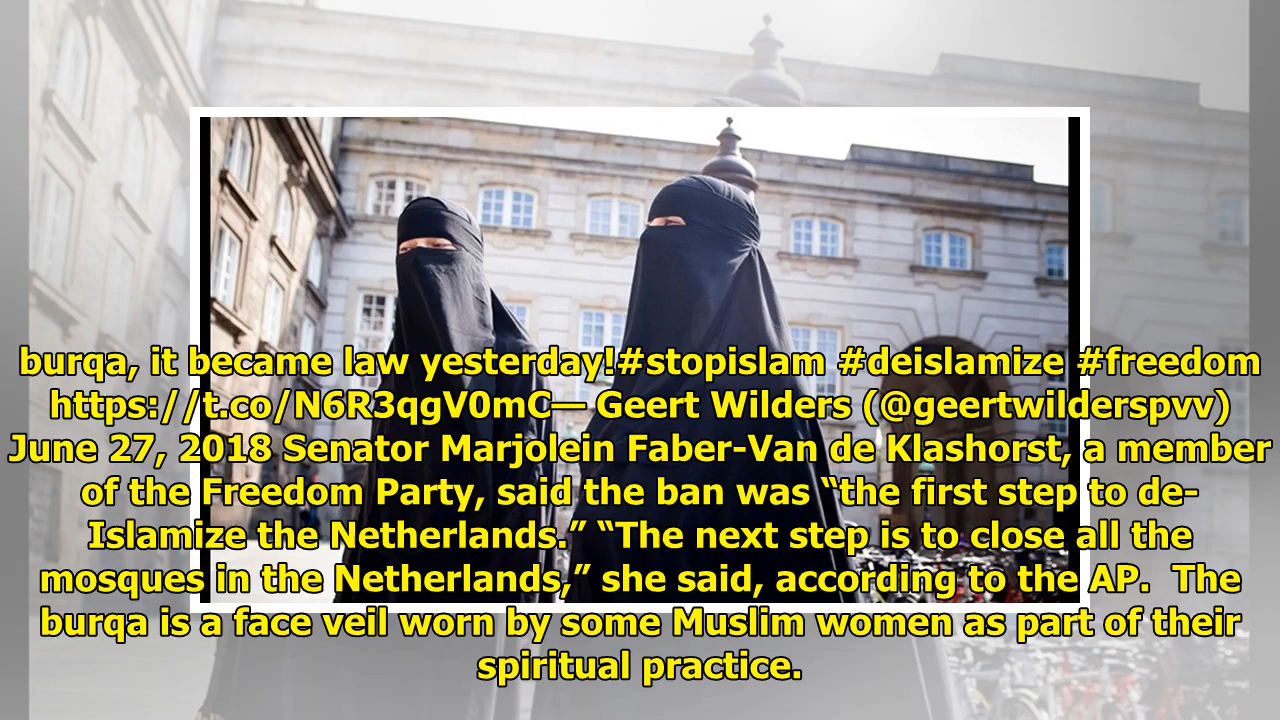 burqa, it became law yesterday!#stopislam #deislamize #freedom
https://t.co/N6R3qgV0mC— Geert Wilders (@geertwilderspvv)
June 27, 2018 Senator Marjolein Faber-Van de Klashorst, a member
of the Freedom Party, said the ban was “the first step to de-
Islamize the Netherlands.” “The next step is to close all the
mosques in the Netherlands,” she said, according to the AP.  The
burqa is a face veil worn by some Muslim women as part of their
spiritual practice.